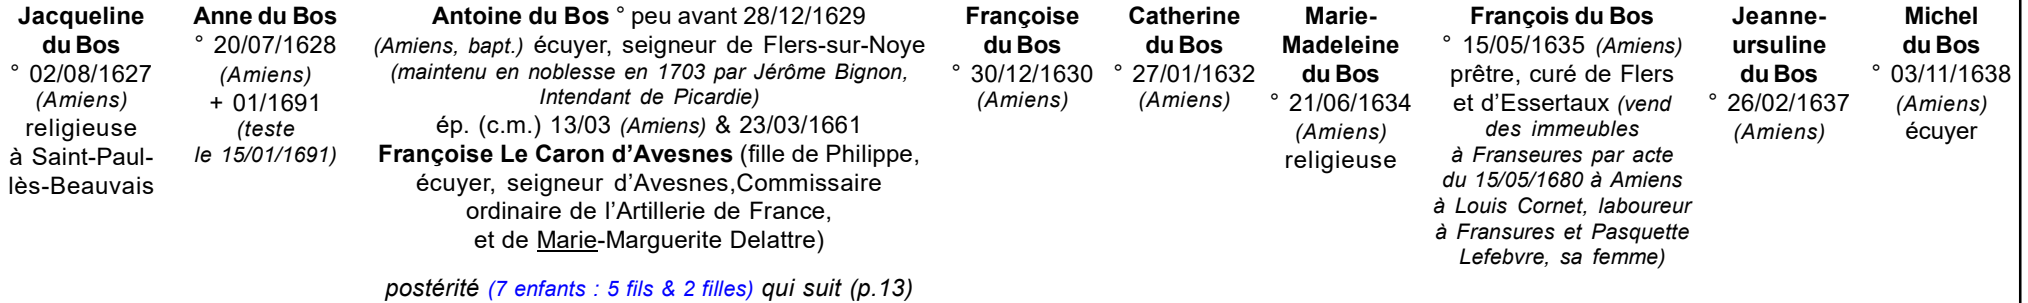 Jacqueline
du Bos
° 02/08/1627
(Amiens)
religieuse
à Saint-Paul-
lès-Beauvais
Anne du Bos
° 20/07/1628
(Amiens)
+ 01/1691
(teste
le 15/01/1691)
Antoine du Bos ° peu avant 28/12/1629
(Amiens, bapt.) écuyer, seigneur de Flers-sur-Noye
(maintenu en noblesse en 1703 par Jérôme Bignon,
Intendant de Picardie)
ép. (c.m.) 13/03 (Amiens) & 23/03/1661
Françoise Le Caron d'Avesnes (fille de Philippe,
écuyer, seigneur d'Avesnes,Commissaire
ordinaire de l'Artillerie de France,
et de Marie-Marguerite Delattre)
postérité (7 enfants : 5 fils & 2 filles) qui suit (p.13)
Françoise
du Bos
° 30/12/1630
(Amiens)
Catherine
du Bos
° 27/01/1632
(Amiens)
Marie-
Madeleine
du Bos
° 21/06/1634
(Amiens)
religieuse
François du Bos
° 15/05/1635 (Amiens)
prêtre, curé de Flers
et d'Essertaux (vend
des immeubles
à Franseures par acte
du 15/05/1680 à Amiens
à Louis Cornet, laboureur
à Fransures et Pasquette
Lefebvre, sa femme)
Jeanne-
ursuline
du Bos
° 26/02/1637
(Amiens)
Michel
du Bos
° 03/11/1638
(Amiens)
écuyer